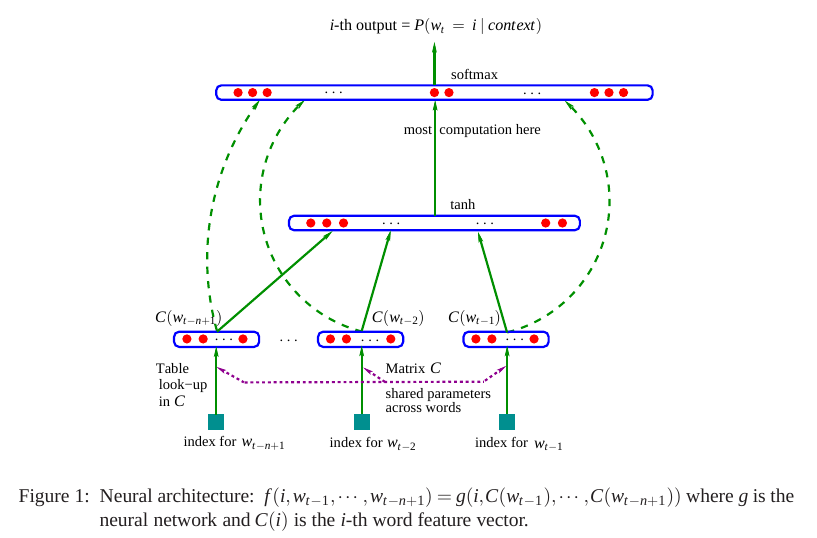 i-th output = P(w_t = i | context)
softmax
. . .
. . .
most computation here
tanh
. . .
. . .
C(w_{t−n+1})
C(w_{t−2})
C(w_{t−1})
. . .
. . .
. . .
. . .
Table
look−up
in C
Matrix C
shared parameters
across words
index for w_{t−n+1}
index for w_{t−2}
index for w_{t−1}
Figure 1: Neural architecture: f(i,w_{t−1},··· ,w_{t−n+1}) = g(i,C(w_{t−1}),··· ,C(w_{t−n+1})) where g is the
neural network and C(i) is the i-th word feature vector.